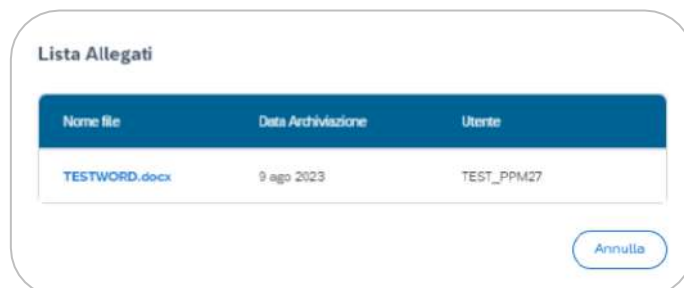 Lista Allegati
Nome file Data Archiviazione Utente
TESTWORD.docx 9 ago 2023 TEST_PPM27
Annulla